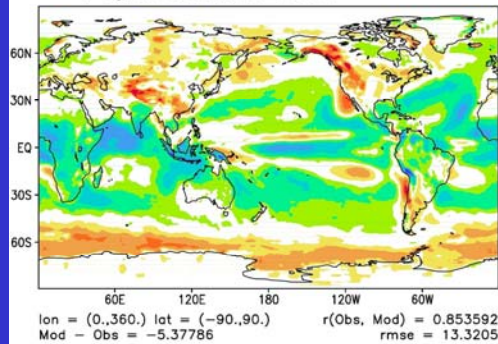 60N
30N
EQ
30S
60S
60E 120E 180 120W 60W
lon = (0.,360.) lat = (-90.,90.) r(Obs, Mod) = 0.853592
Mod - Obs = -5.37786 rmse = 13.3205